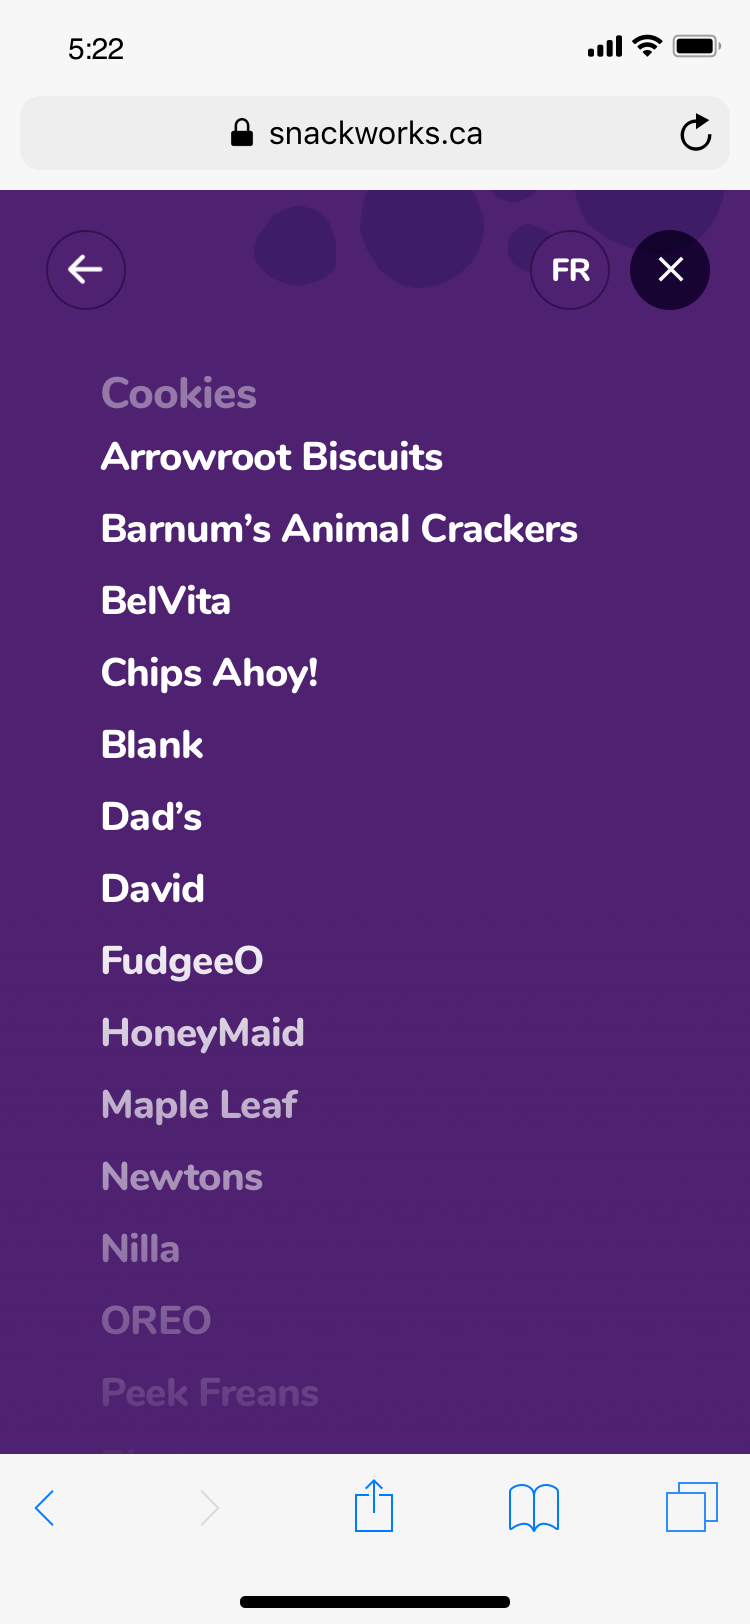 5:22
snackworks.ca
FR
Cookies
Arrowroot Biscuits
Barnum’s Animal Crackers
BelVita
Chips Ahoy!
Blank
Dad’s
David
FudgeeO
HoneyMaid
Maple Leaf
Newtons
Nilla
OREO
Peek Freans